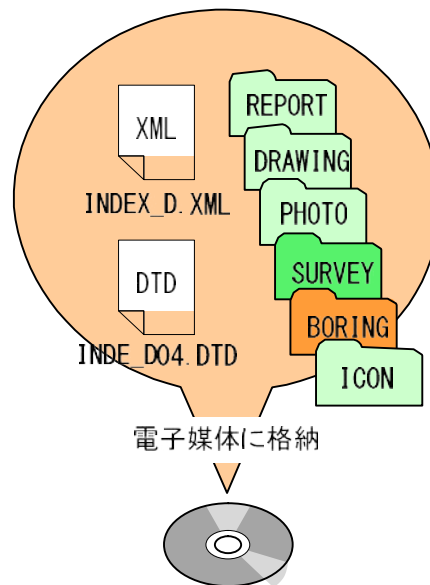 XML
INDEX_D.XML
DTD
INDE_D04.DTD
REPORT
DRAWING
PHOTO
SURVEY
BORING
ICON
電子媒体に格納